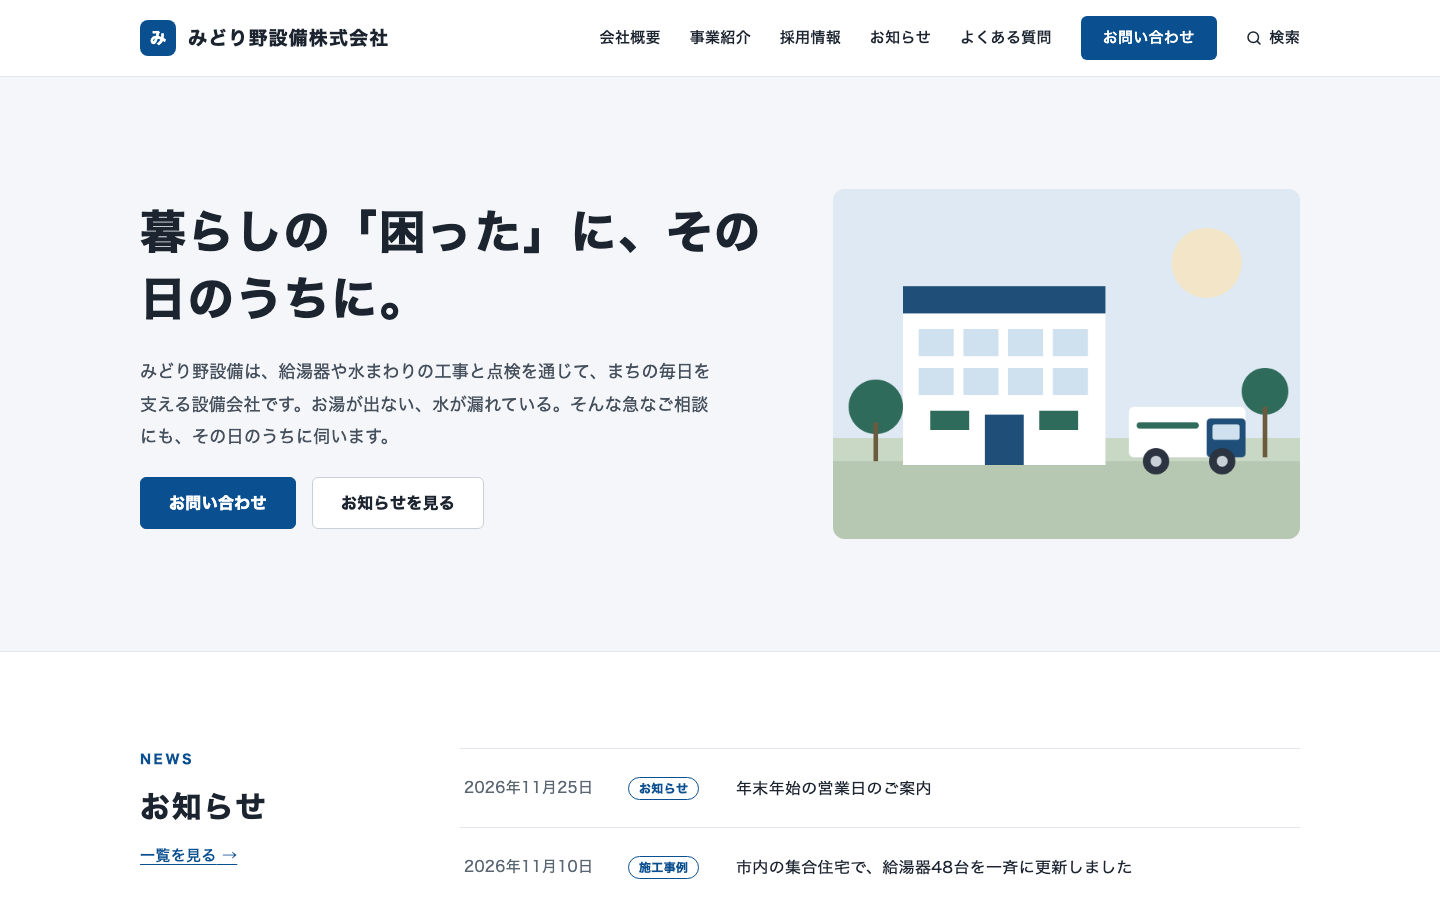 み みどり野設備株式会社
会社概要 事業紹介 採用情報 お知らせ よくある質問 お問い合わせ 検索
暮らしの「困った」に、その
日のうちに。
みどり野設備は、給湯器や水まわりの工事と点検を通じて、まちの毎日を
支える設備会社です。お湯が出ない、水が漏れている。そんな急なご相談
にも、その日のうちに伺います。
お問い合わせ お知らせを見る
NEWS
お知らせ
一覧を見る →
2026年11月25日 お知らせ 年末年始の営業日のご案内
2026年11月10日 施工事例 市内の集合住宅で、給湯器48台を一斉に更新しました